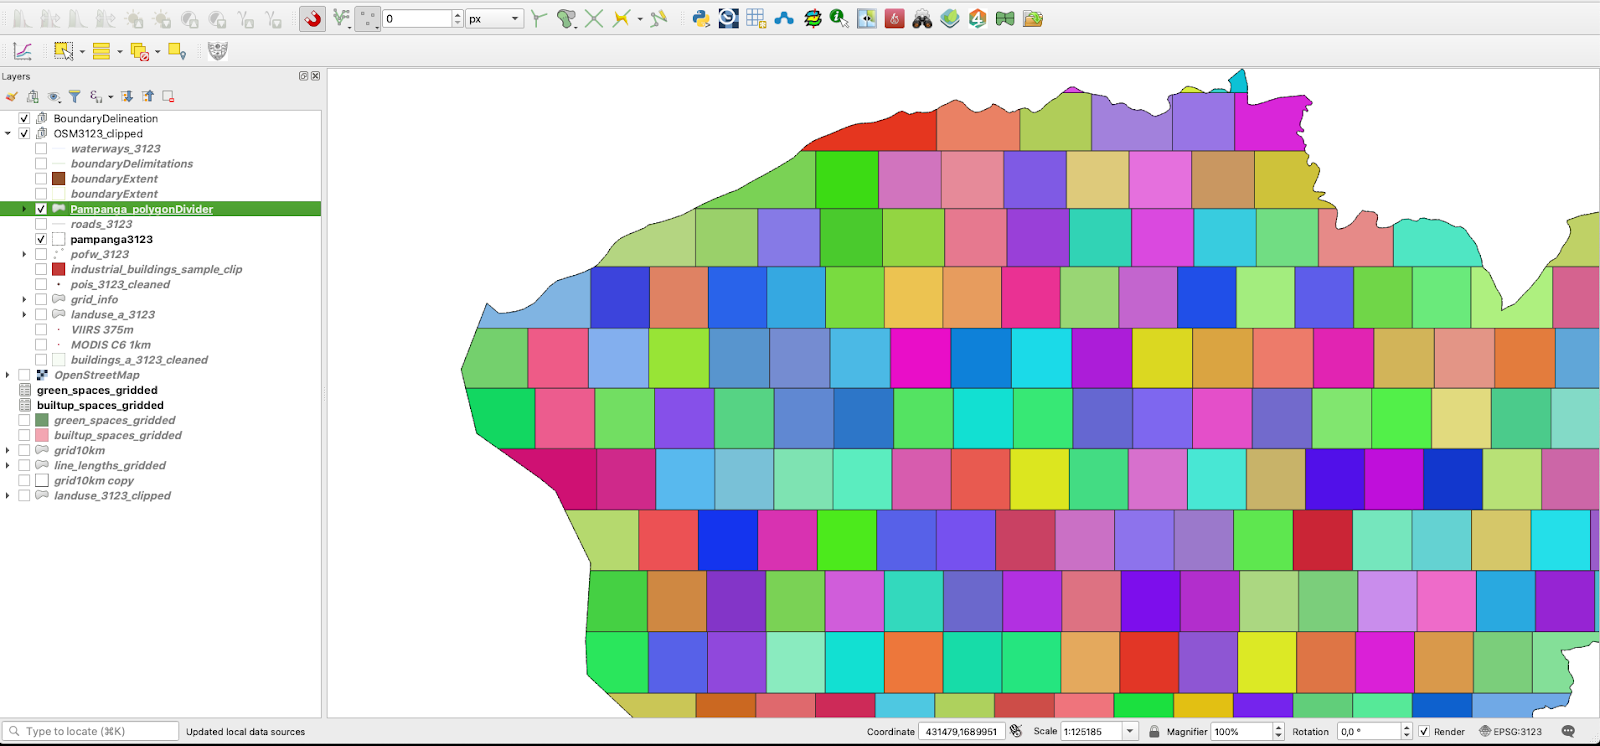 0
px
Layers
BoundaryDelineation
OSM3123_clipped
waterways_3123
boundaryDelimitations
boundaryExtent
boundaryExtent
Pampanga_polygonDivider
roads_3123
pampanga3123
pofw_3123
industrial_buildings_sample_clip
pois_3123_cleaned
grid_info
landuse_a_3123
VIIRS 375m
MODIS C6 1km
buildings_a_3123_cleaned
OpenStreetMap
green_spaces_gridded
builtup_spaces_gridded
green_spaces_gridded
builtup_spaces_gridded
grid10km
line_lengths_gridded
grid10km copy
landuse_3123_clipped
Type to locate (⌘K) Updated local data sources Coordinate 431479,1689951 Scale 1:125185 Magnifier 100% Rotation 0,0 ° Render EPSG:3123